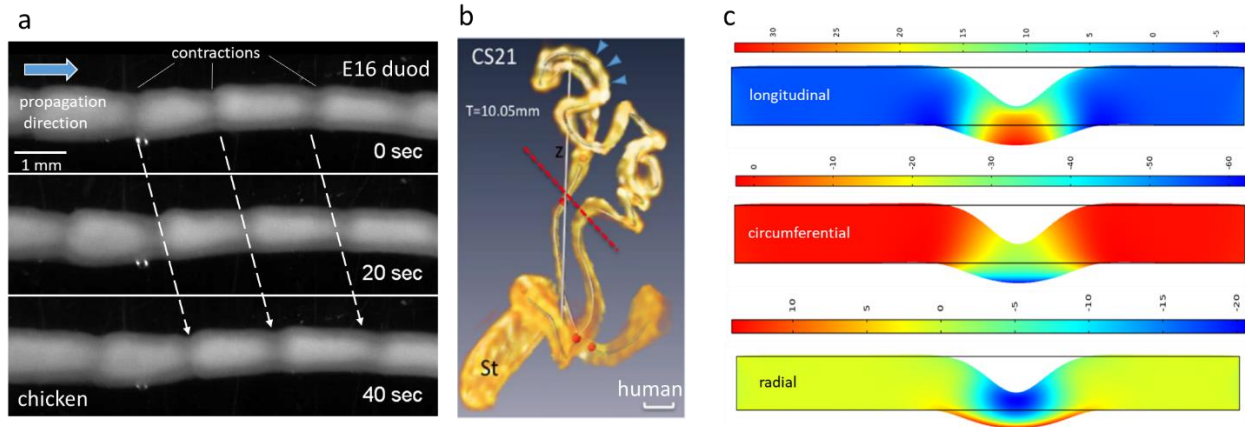 a
contractions
E16 duod
propagation
direction
1 mm
0 sec
20 sec
40 sec
chicken
b
CS21
T=10.05mm
z
St
human
c
30 25 20 15 10 5 0 -5
longitudinal
0 -10 -20 -30 -40 -50 -60
circumferential
10 5 0 -5 -10 -15 -20
radial